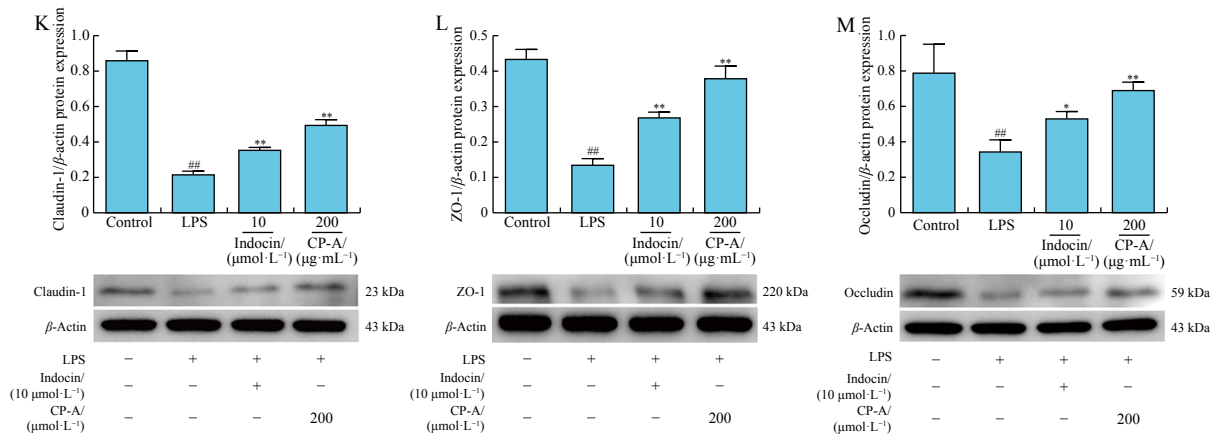 K
Claudin-1/β-actin protein expression
1.0
0.8
0.6
0.4
0.2
0
##
**
**
Control LPS 10 200
Indocin/ CP-A/
(μmol·L⁻¹) (μg·mL⁻¹)
Claudin-1 23 kDa
β-Actin 43 kDa
LPS – + + +
Indocin/
(10 μmol·L⁻¹) – – + –
CP-A/
(μmol·L⁻¹) – – – 200
L
ZO-1/β-actin protein expression
0.5
0.4
0.3
0.2
0.1
0
##
**
**
Control LPS 10 200
Indocin/ CP-A/
(μmol·L⁻¹) (μg·mL⁻¹)
ZO-1 220 kDa
β-Actin 43 kDa
LPS – + + +
Indocin/
(10 μmol·L⁻¹) – – + –
CP-A/
(μmol·L⁻¹) – – – 200
M
Occludin/β-actin protein expression
1.0
0.8
0.6
0.4
0.2
0
##
*
**
Control LPS 10 200
Indocin/ CP-A/
(μmol·L⁻¹) (μg·mL⁻¹)
Occludin 59 kDa
β-Actin 43 kDa
LPS – + + +
Indocin/
(10 μmol·L⁻¹) – – + –
CP-A/
(μmol·L⁻¹) – – – 200